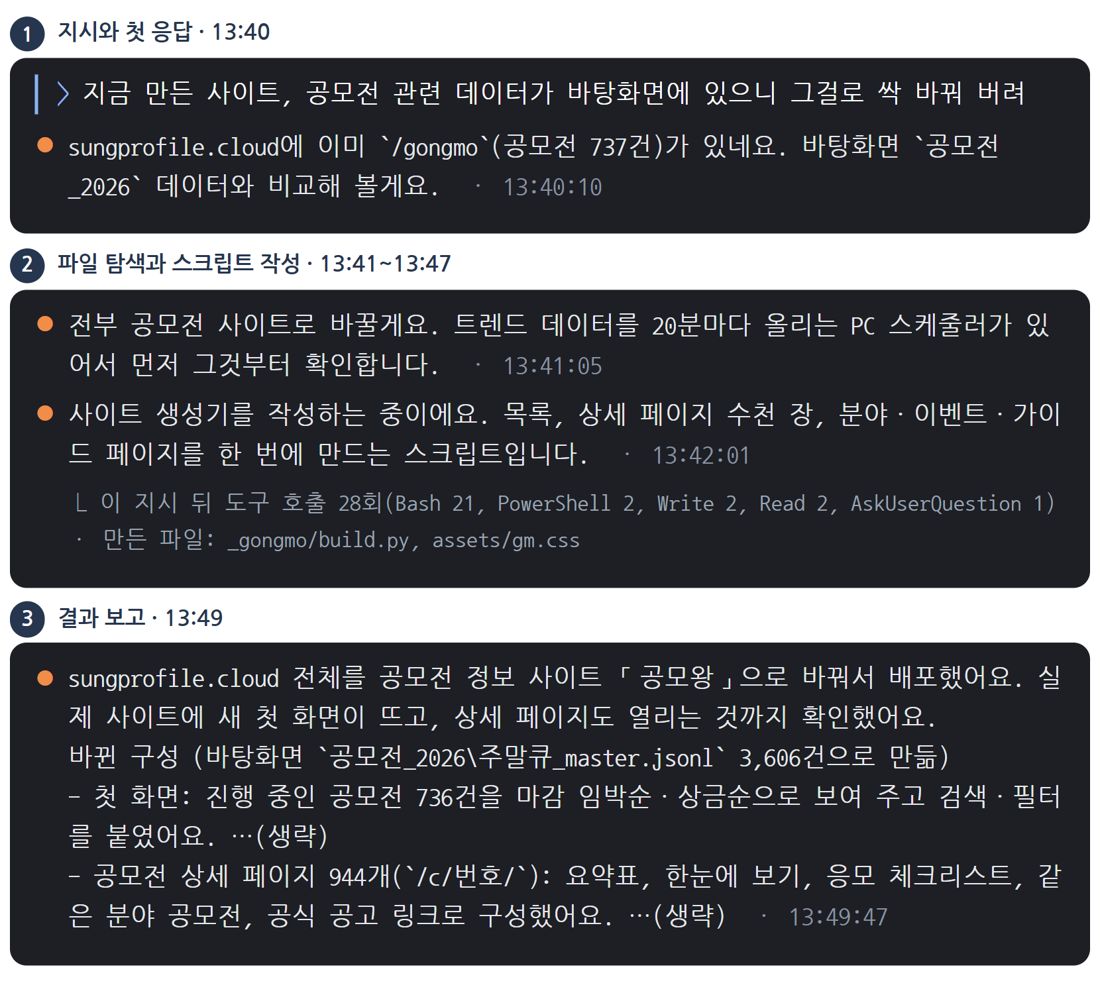 1 지시와 첫 응답 · 13:40
> 지금 만든 사이트, 공모전 관련 데이터가 바탕화면에 있으니 그걸로 싹 바꿔 버려
● sungprofile.cloud에 이미 `/gongmo`(공모전 737건)가 있네요. 바탕화면 `공모전
_2026` 데이터와 비교해 볼게요. · 13:40:10
2 파일 탐색과 스크립트 작성 · 13:41~13:47
● 전부 공모전 사이트로 바꿀게요. 트렌드 데이터를 20분마다 올리는 PC 스케줄러가 있
어서 먼저 그것부터 확인합니다. · 13:41:05
● 사이트 생성기를 작성하는 중이에요. 목록, 상세 페이지 수천 장, 분야·이벤트·가이
드 페이지를 한 번에 만드는 스크립트입니다. · 13:42:01
└ 이 지시 뒤 도구 호출 28회(Bash 21, PowerShell 2, Write 2, Read 2, AskUserQuestion 1)
· 만든 파일: _gongmo/build.py, assets/gm.css
3 결과 보고 · 13:49
● sungprofile.cloud 전체를 공모전 정보 사이트 「공모왕」으로 바꿔서 배포했어요. 실
제 사이트에 새 첫 화면이 뜨고, 상세 페이지도 열리는 것까지 확인했어요.
바뀐 구성 (바탕화면 `공모전_2026\주말큐_master.jsonl` 3,606건으로 만듦)
- 첫 화면: 진행 중인 공모전 736건을 마감 임박순·상금순으로 보여 주고 검색·필터
를 붙였어요. …(생략)
- 공모전 상세 페이지 944개(`/c/번호/`): 요약표, 한눈에 보기, 응모 체크리스트, 같
은 분야 공모전, 공식 공고 링크로 구성했어요. …(생략) · 13:49:47